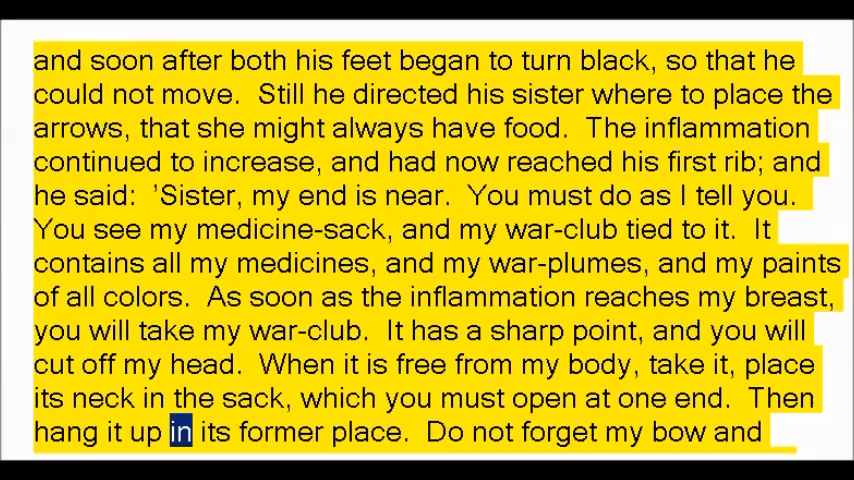 and soon after both his feet began to turn black, so that he
could not move.  Still he directed his sister where to place the
arrows, that she might always have food.  The inflammation
continued to increase, and had now reached his first rib; and
he said:  'Sister, my end is near.  You must do as I tell you.
You see my medicine-sack, and my war-club tied to it.  It
contains all my medicines, and my war-plumes, and my paints
of all colors.  As soon as the inflammation reaches my breast,
you will take my war-club.  It has a sharp point, and you will
cut off my head.  When it is free from my body, take it, place
its neck in the sack, which you must open at one end.  Then
hang it up in its former place.  Do not forget my bow and